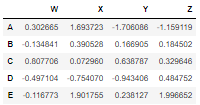 W X Y Z
A 0.302665 1.693723 -1.706086 -1.159119
B -0.134841 0.390528 0.166905 0.184502
C 0.807706 0.072960 0.638787 0.329646
D -0.497104 -0.754070 -0.943406 0.484752
E -0.116773 1.901755 0.238127 1.996652